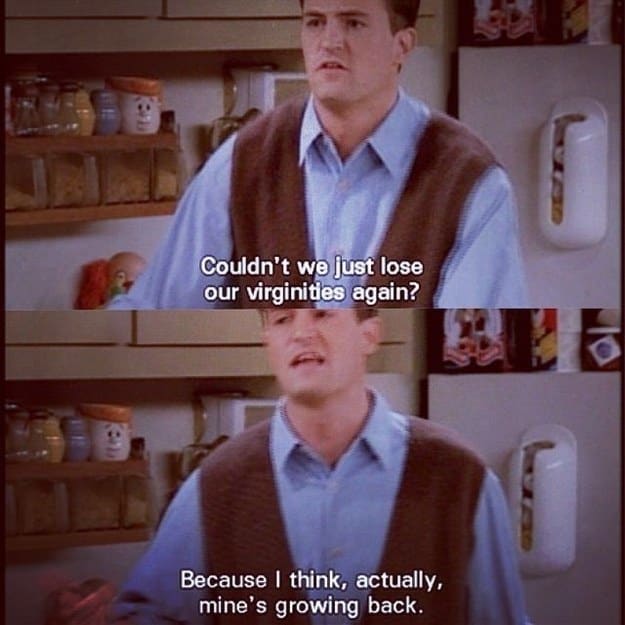 Couldn't we just lose
our virginities again?
Because I think, actually,
mine's growing back.